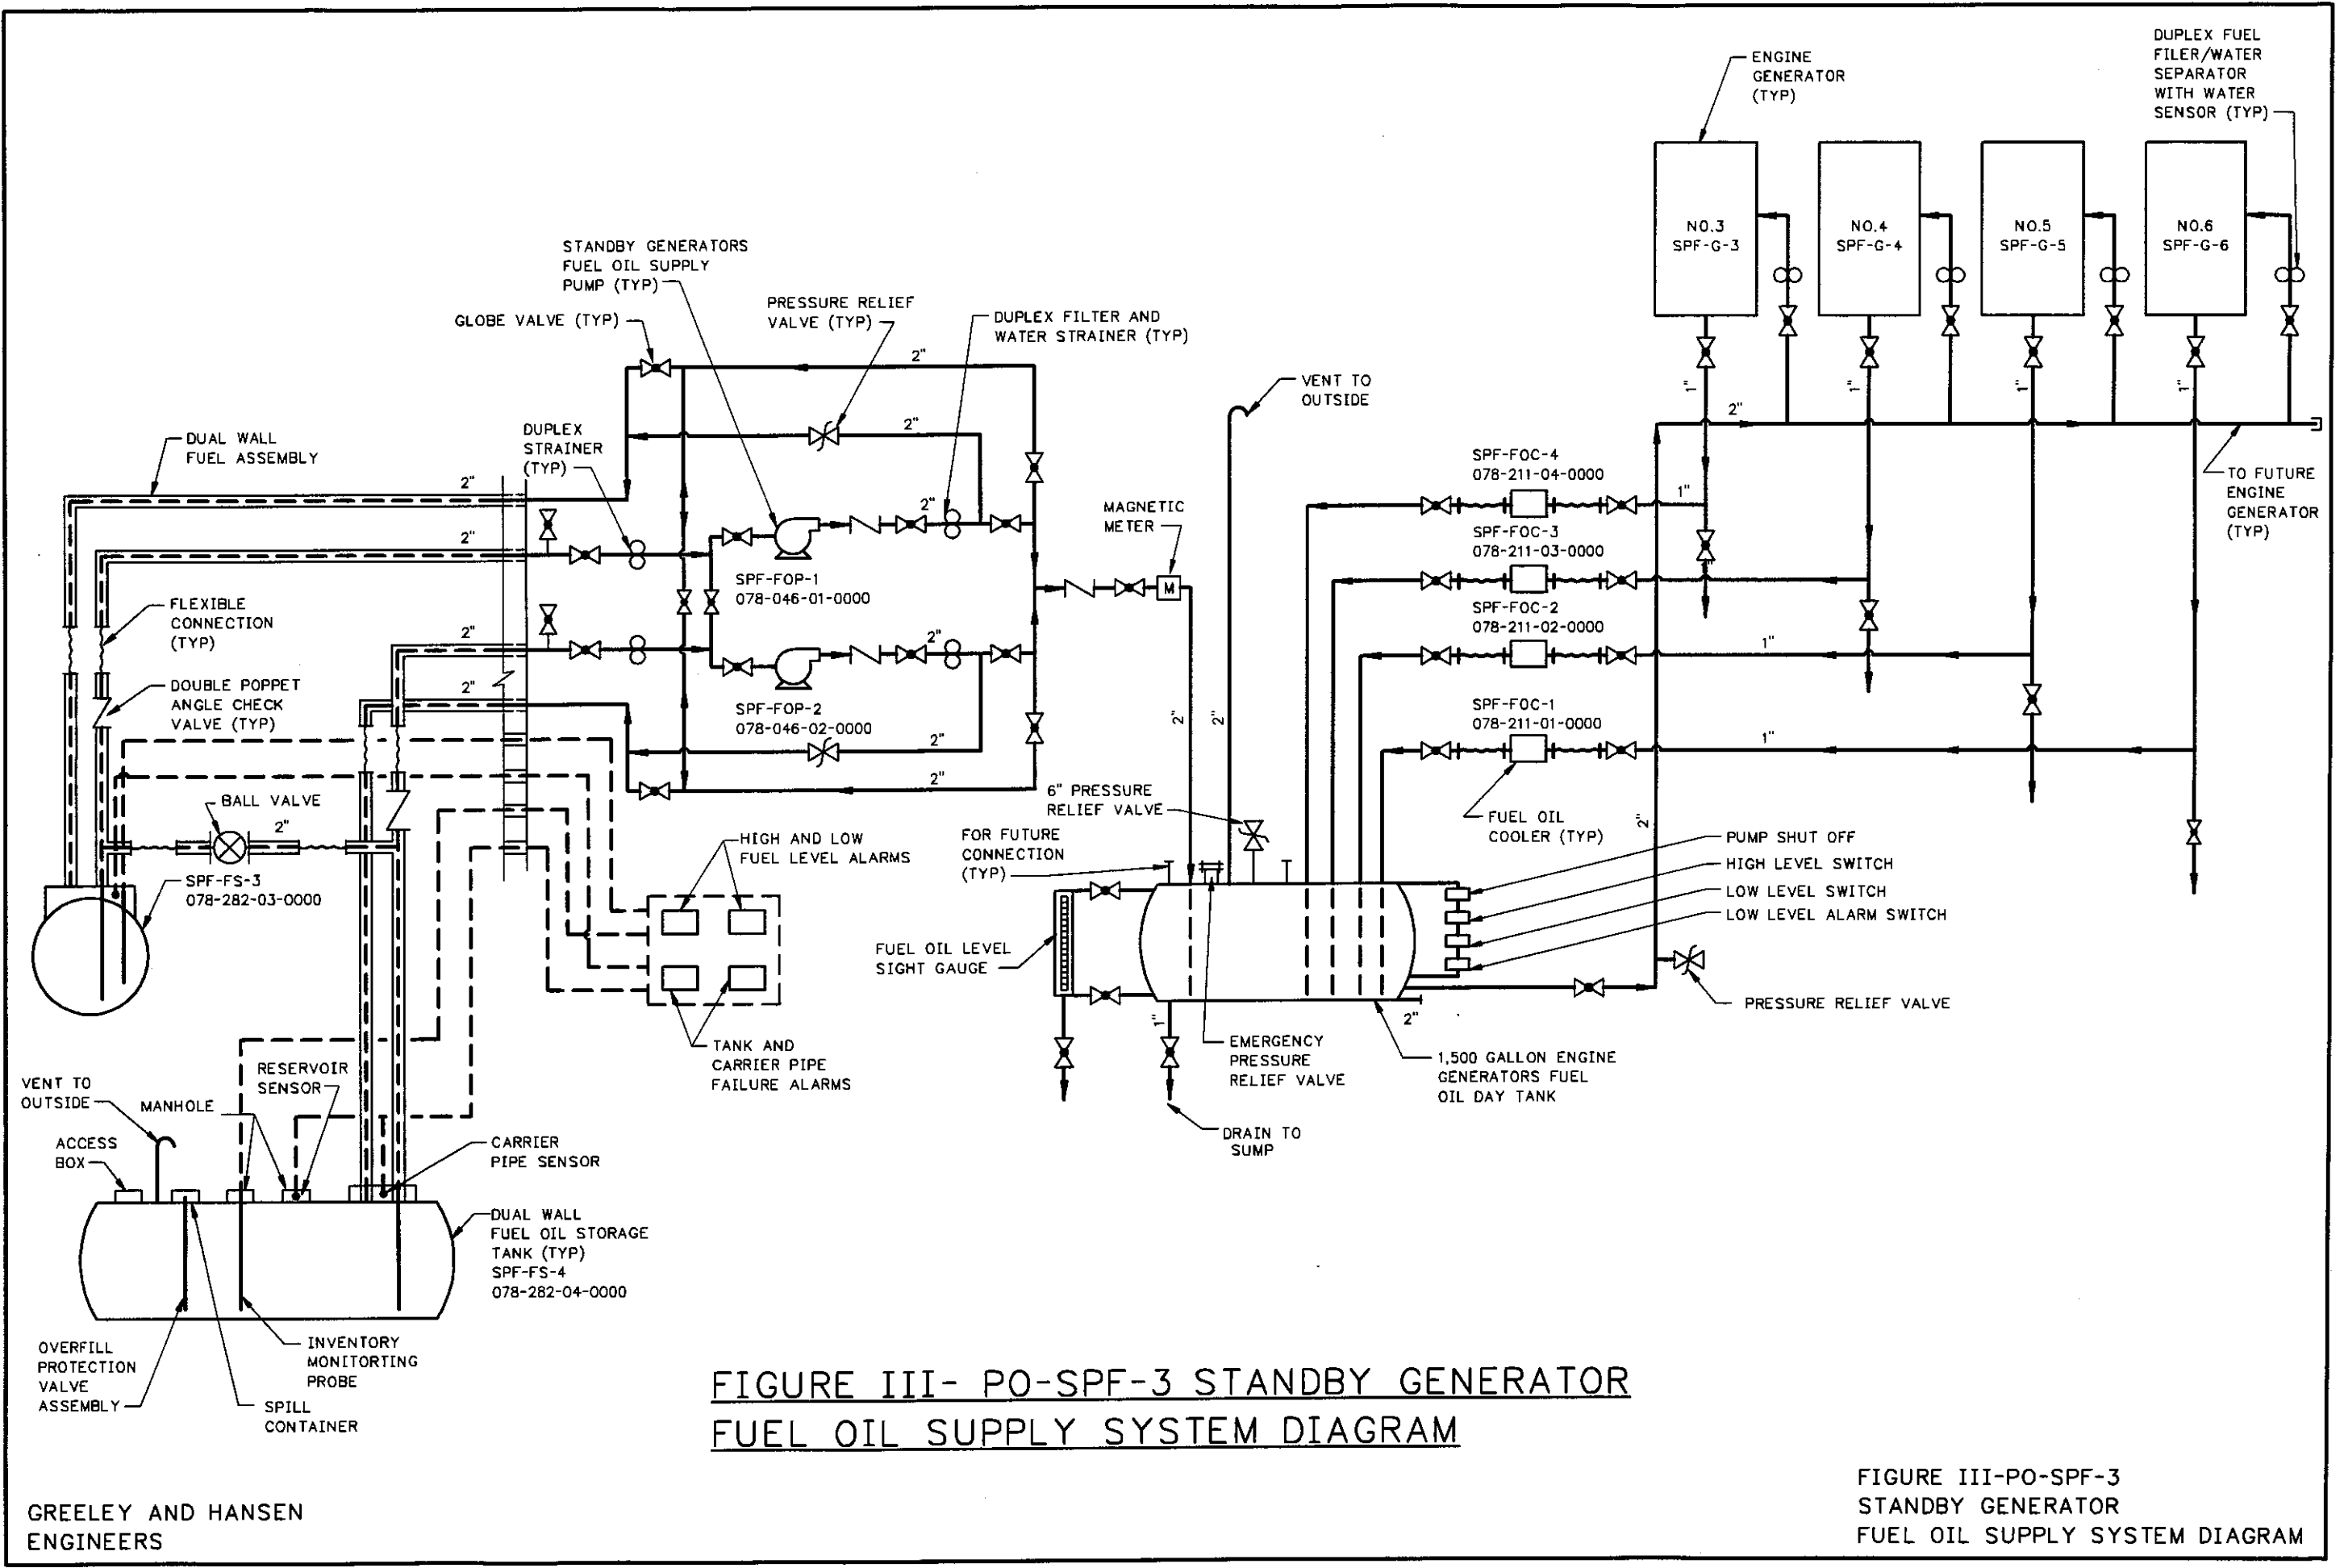 DUPLEX FUEL
FILER/WATER
SEPARATOR
WITH WATER
SENSOR (TYP)
ENGINE
GENERATOR
(TYP)
NO.3
SPF-G-3
NO.4
SPF-G-4
NO.5
SPF-G-5
NO.6
SPF-G-6
1"
1"
1"
1"
2"
TO FUTURE
ENGINE
GENERATOR
(TYP)
STANDBY GENERATORS
FUEL OIL SUPPLY
PUMP (TYP)
GLOBE VALVE (TYP)
PRESSURE RELIEF
VALVE (TYP)
DUPLEX FILTER AND
WATER STRAINER (TYP)
2"
2"
DUPLEX
STRAINER
(TYP)
DUAL WALL
FUEL ASSEMBLY
2"
2"
2"
2"
2"
2"
2"
2"
SPF-FOP-1
078-046-01-0000
SPF-FOP-2
078-046-02-0000
MAGNETIC
METER
M
VENT TO
OUTSIDE
2"
2"
SPF-FOC-4
078-211-04-0000
1"
SPF-FOC-3
078-211-03-0000
1"
SPF-FOC-2
078-211-02-0000
1"
SPF-FOC-1
078-211-01-0000
1"
FUEL OIL
COOLER (TYP)
2"
FLEXIBLE
CONNECTION
(TYP)
DOUBLE POPPET
ANGLE CHECK
VALVE (TYP)
BALL VALVE
2"
SPF-FS-3
078-282-03-0000
HIGH AND LOW
FUEL LEVEL ALARMS
TANK AND
CARRIER PIPE
FAILURE ALARMS
6" PRESSURE
RELIEF VALVE
FOR FUTURE
CONNECTION
(TYP)
FUEL OIL LEVEL
SIGHT GAUGE
PUMP SHUT OFF
HIGH LEVEL SWITCH
LOW LEVEL SWITCH
LOW LEVEL ALARM SWITCH
PRESSURE RELIEF VALVE
1"
2"
EMERGENCY
PRESSURE
RELIEF VALVE
1,500 GALLON ENGINE
GENERATORS FUEL
OIL DAY TANK
DRAIN TO
SUMP
VENT TO
OUTSIDE
MANHOLE
RESERVOIR
SENSOR
ACCESS
BOX
CARRIER
PIPE SENSOR
DUAL WALL
FUEL OIL STORAGE
TANK (TYP)
SPF-FS-4
078-282-04-0000
OVERFILL
PROTECTION
VALVE
ASSEMBLY
INVENTORY
MONITORTING
PROBE
SPILL
CONTAINER
FIGURE III- PO-SPF-3 STANDBY GENERATOR
FUEL OIL SUPPLY SYSTEM DIAGRAM
GREELEY AND HANSEN
ENGINEERS
FIGURE III-PO-SPF-3
STANDBY GENERATOR
FUEL OIL SUPPLY SYSTEM DIAGRAM